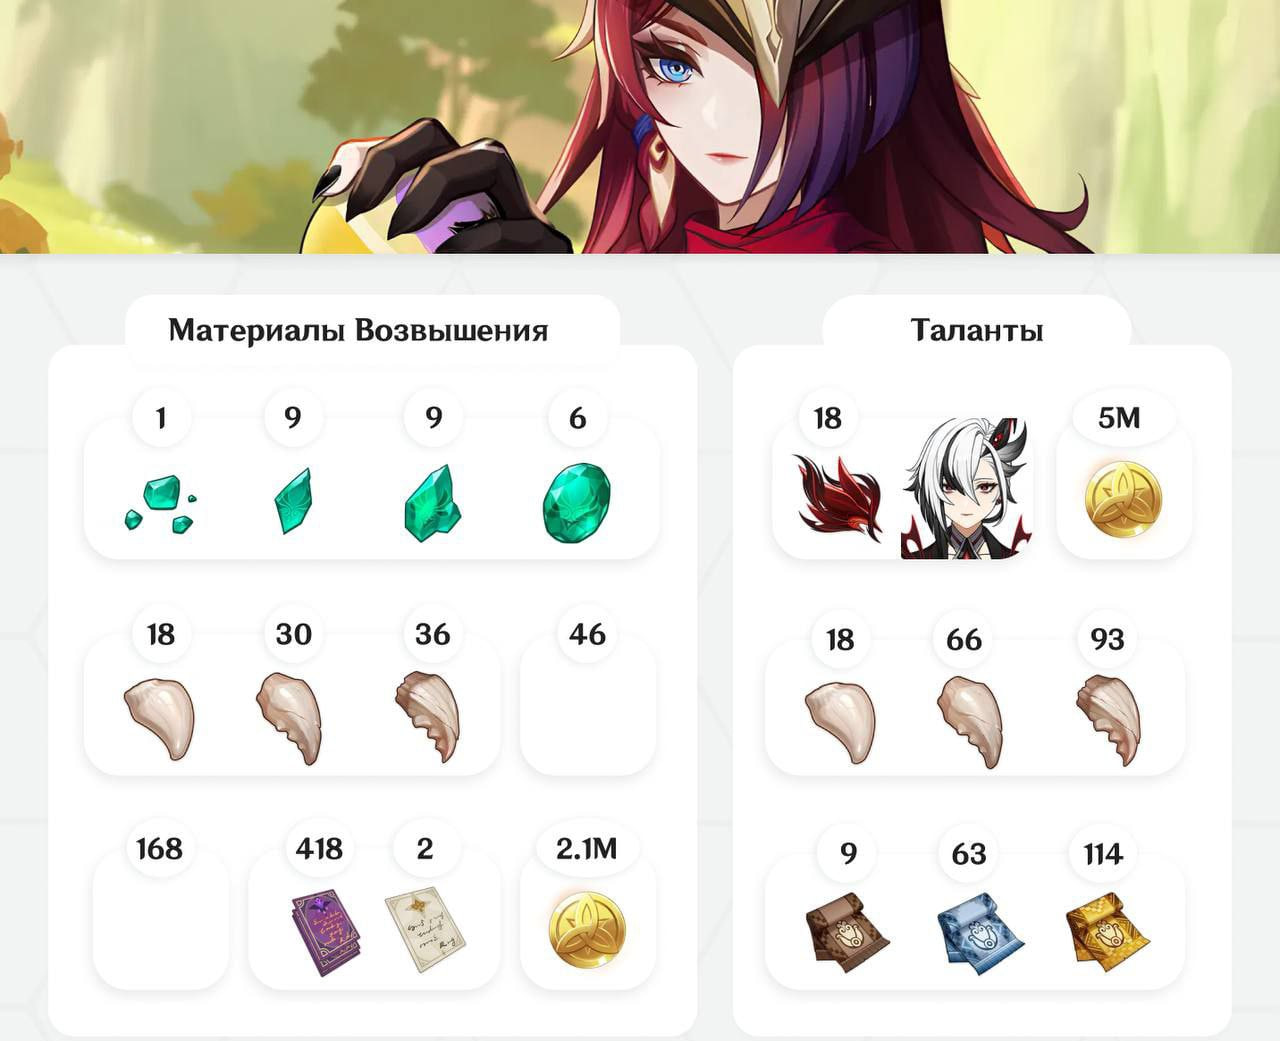 Материалы Возвышения
1 9 9 6
18 30 36 46
168 418 2 2.1M
Таланты
18 5M
18 66 93
9 63 114